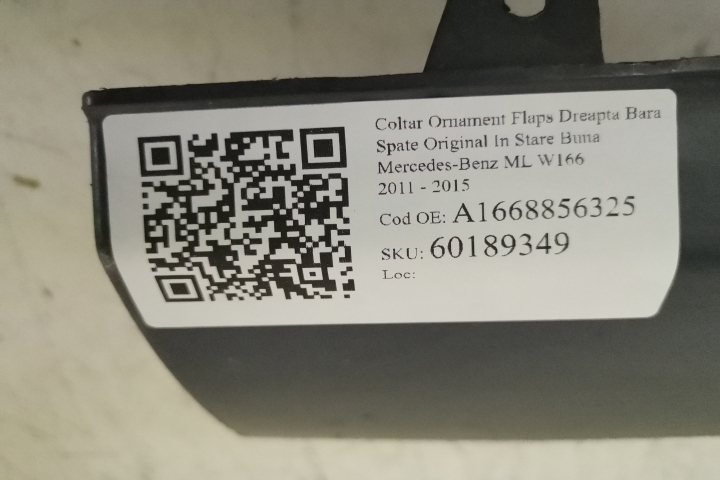 Coltar Ornament Flaps Dreapta Bara
Spate Original In Stare Buna
Mercedes-Benz ML W166
2011 - 2015
Cod OE: A1668856325
SKU: 60189349
Loc: